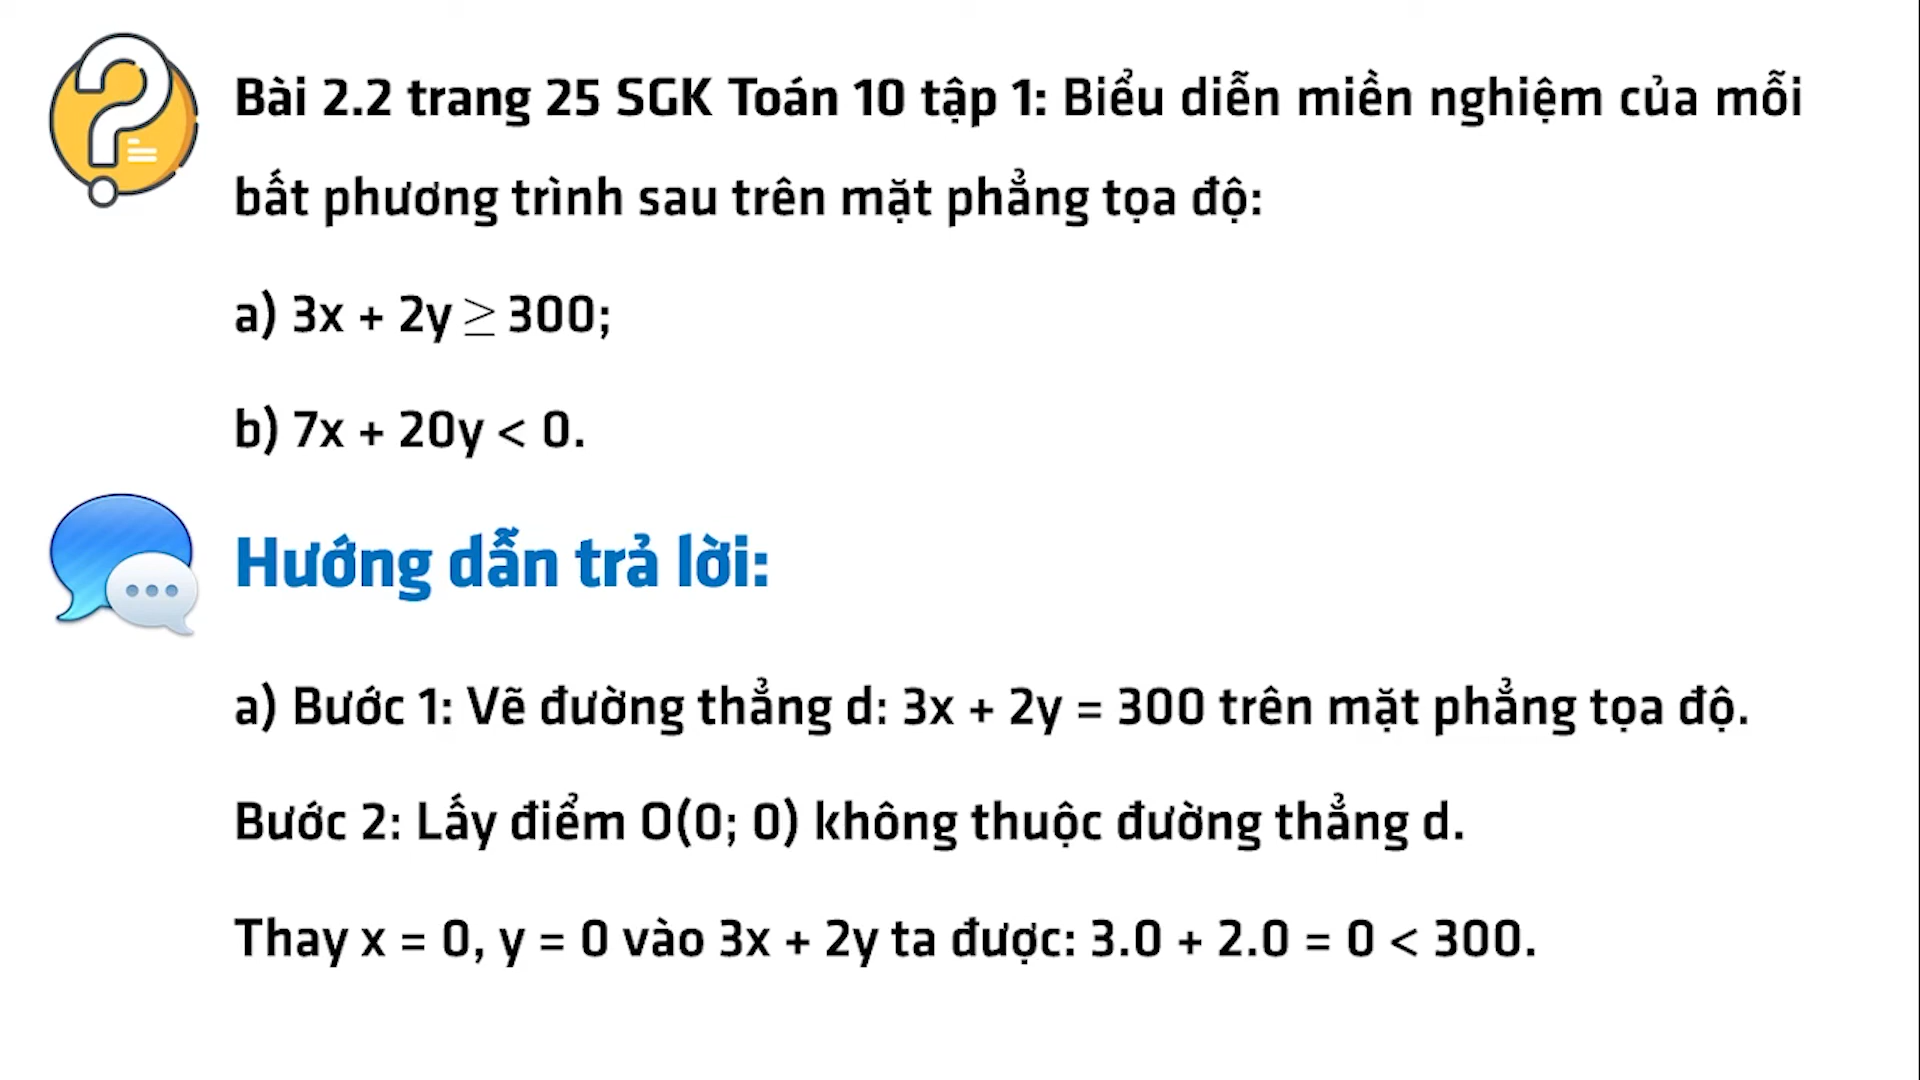 Bài 2.2 trang 25 SGK Toán 10 tập 1: Biểu diễn miền nghiệm của mỗi
bất phương trình sau trên mặt phẳng tọa độ:
a) 3x + 2y ≥ 300;
b) 7x + 20y < 0.
Hướng dẫn trả lời:
a) Bước 1: Vẽ đường thẳng d: 3x + 2y = 300 trên mặt phẳng tọa độ.
Bước 2: Lấy điểm O(0; 0) không thuộc đường thẳng d.
Thay x = 0, y = 0 vào 3x + 2y ta được: 3.0 + 2.0 = 0 < 300.